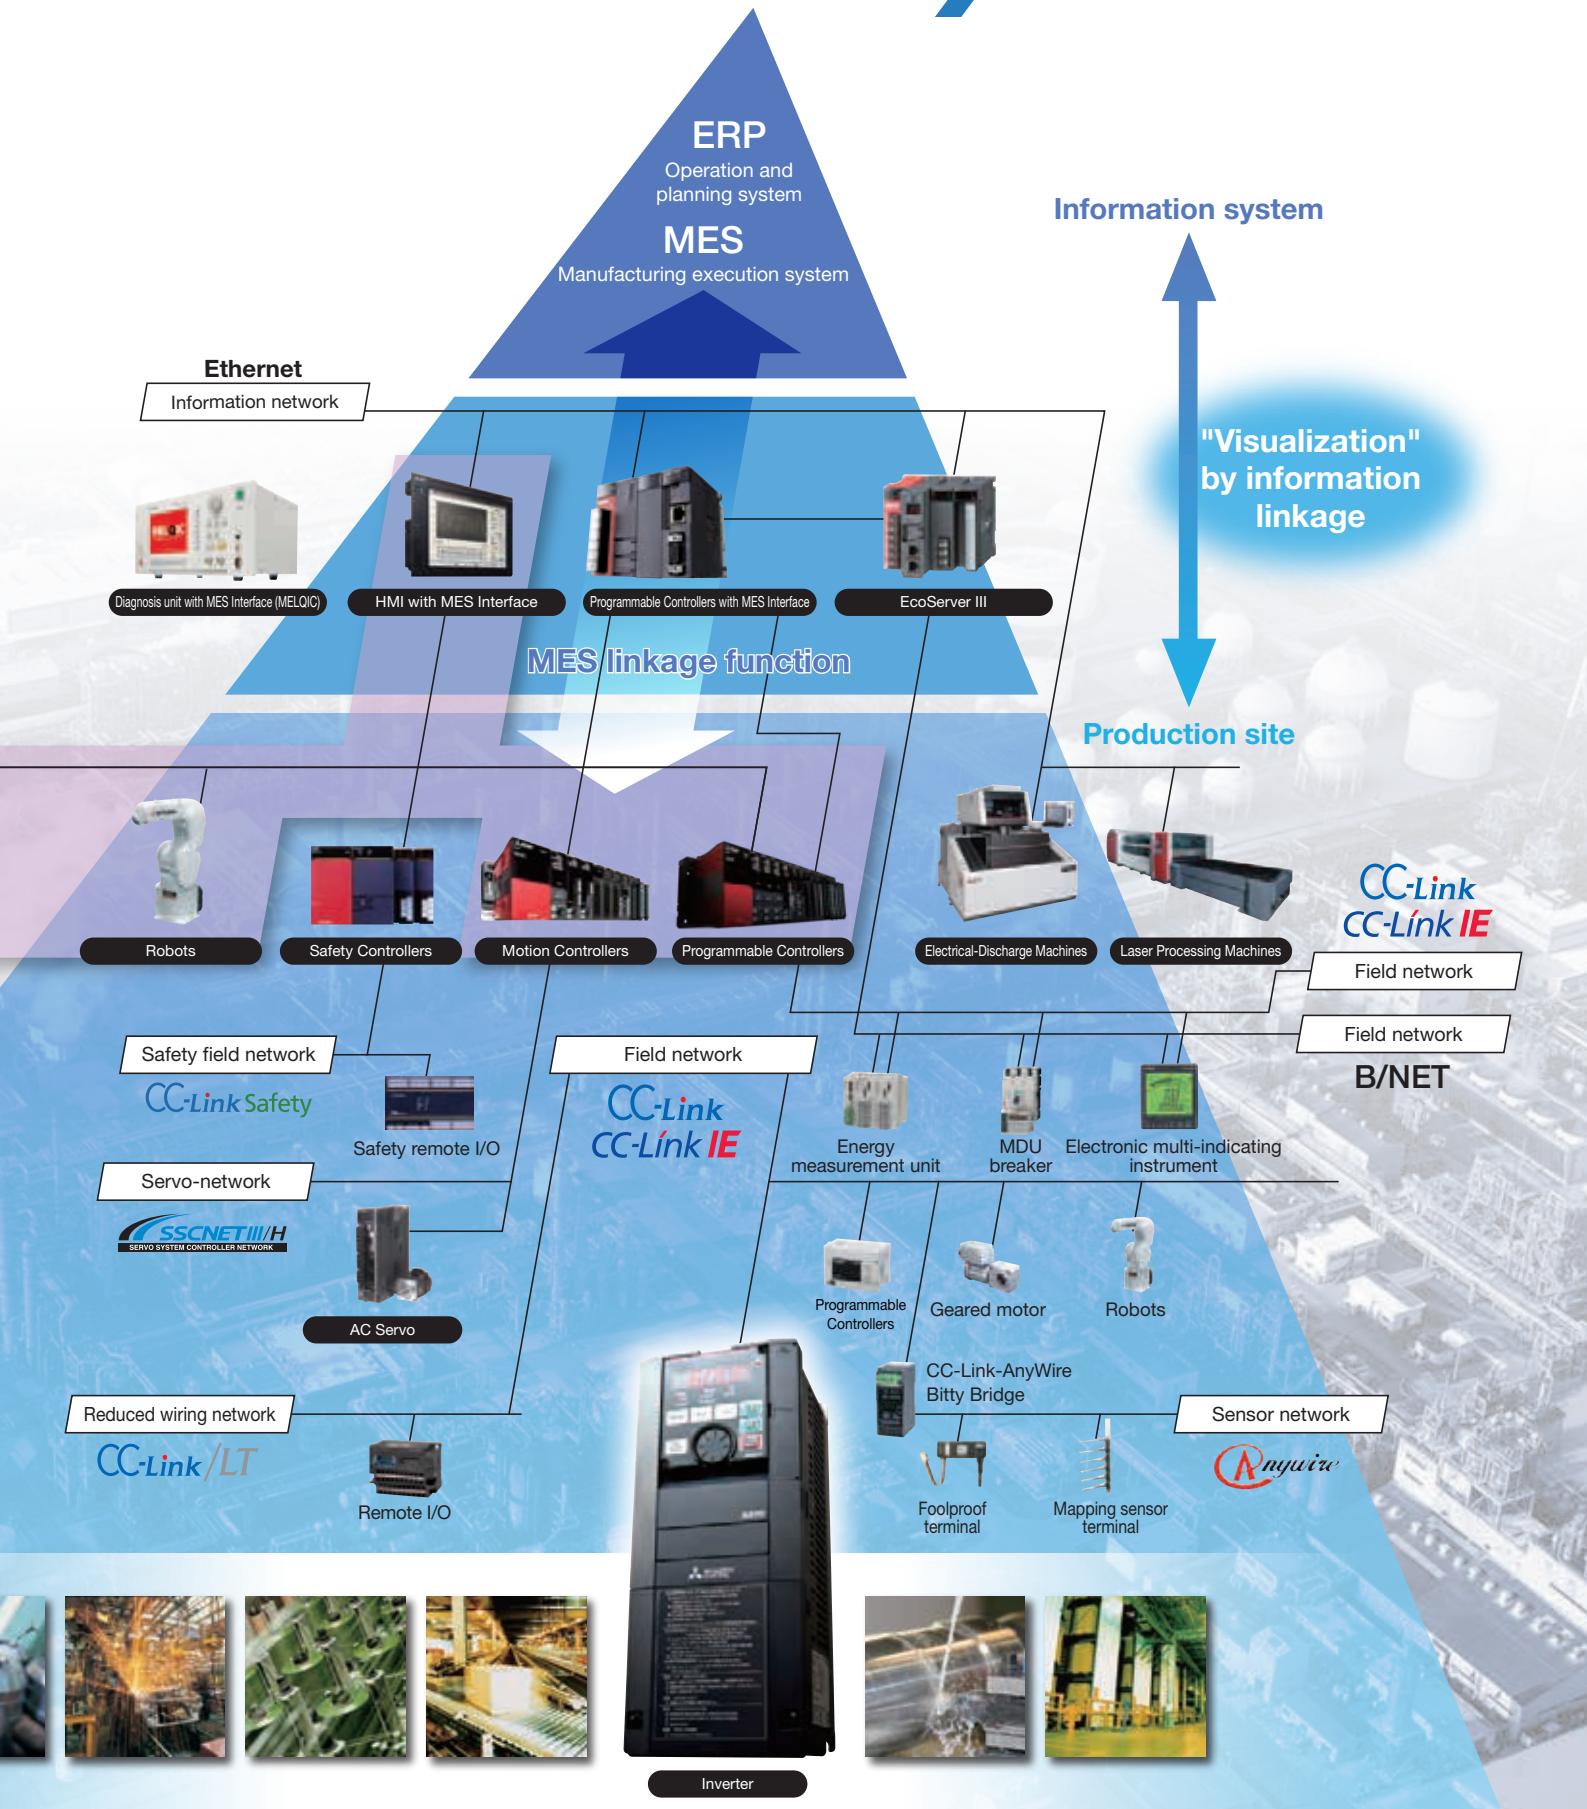 ERP
Operation and
planning system
MES
Manufacturing execution system
Information system
Ethernet
Information network
"Visualization"
by information
linkage
Diagnosis unit with MES Interface (MELQIC)
HMI with MES Interface
Programmable Controllers with MES Interface
EcoServer III
MES linkage function
Production site
Robots
Safety Controllers
Motion Controllers
Programmable Controllers
Electrical-Discharge Machines
Laser Processing Machines
CC-Link
CC-Link IE
Field network
Field network
B/NET
Safety field network
CC-Link Safety
Safety remote I/O
Field network
CC-Link
CC-Link IE
Energy
measurement unit
MDU
breaker
Electronic multi-indicating
instrument
Servo-network
SSCNETIII/H
SERVO SYSTEM CONTROLLER NETWORK
AC Servo
Programmable
Controllers
Geared motor
Robots
CC-Link-AnyWire
Bitty Bridge
Reduced wiring network
CC-Link/LT
Remote I/O
Sensor network
Anywire
Foolproof
terminal
Mapping sensor
terminal
Inverter